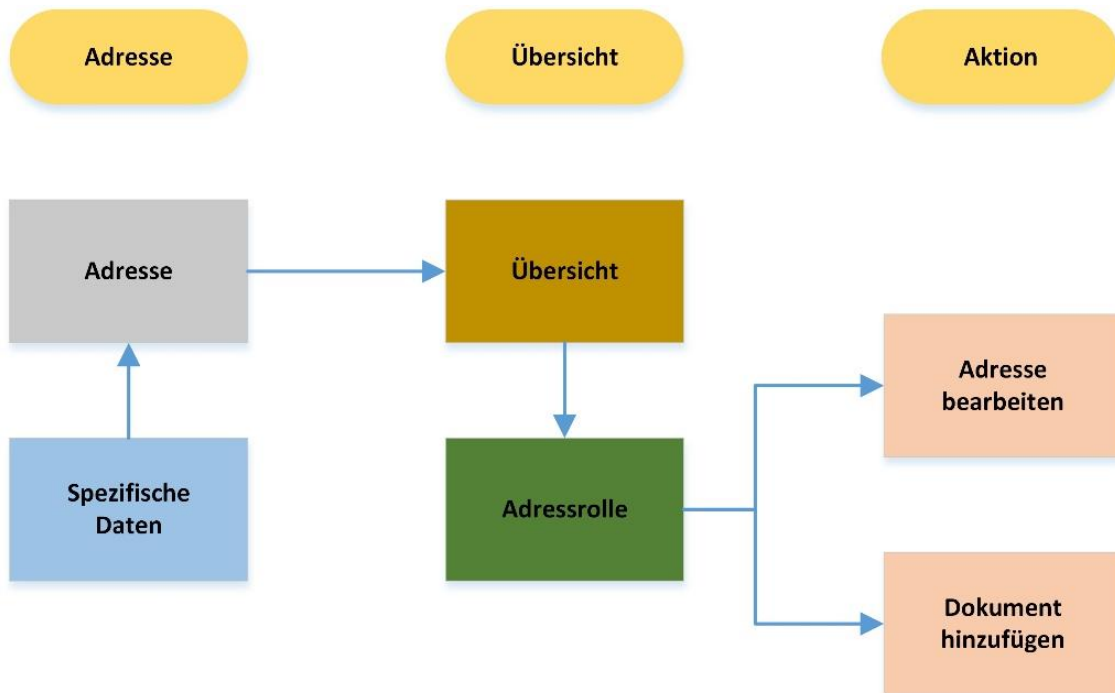 Adresse
Übersicht
Aktion
Adresse
Übersicht
Adresse
bearbeiten
Spezifische
Daten
Adressrolle
Dokument
hinzufügen